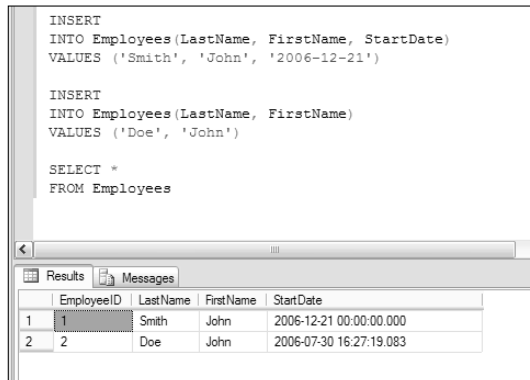 INSERT
INTO Employees(LastName, FirstName, StartDate)
VALUES ('Smith', 'John', '2006-12-21')
INSERT
INTO Employees(LastName, FirstName)
VALUES ('Doe', 'John')
SELECT *
FROM Employees
Results Messages
EmployeeID LastName FirstName StartDate
1 1 Smith John 2006-12-21 00:00:00.000
2 2 Doe John 2006-07-30 16:27:19.083